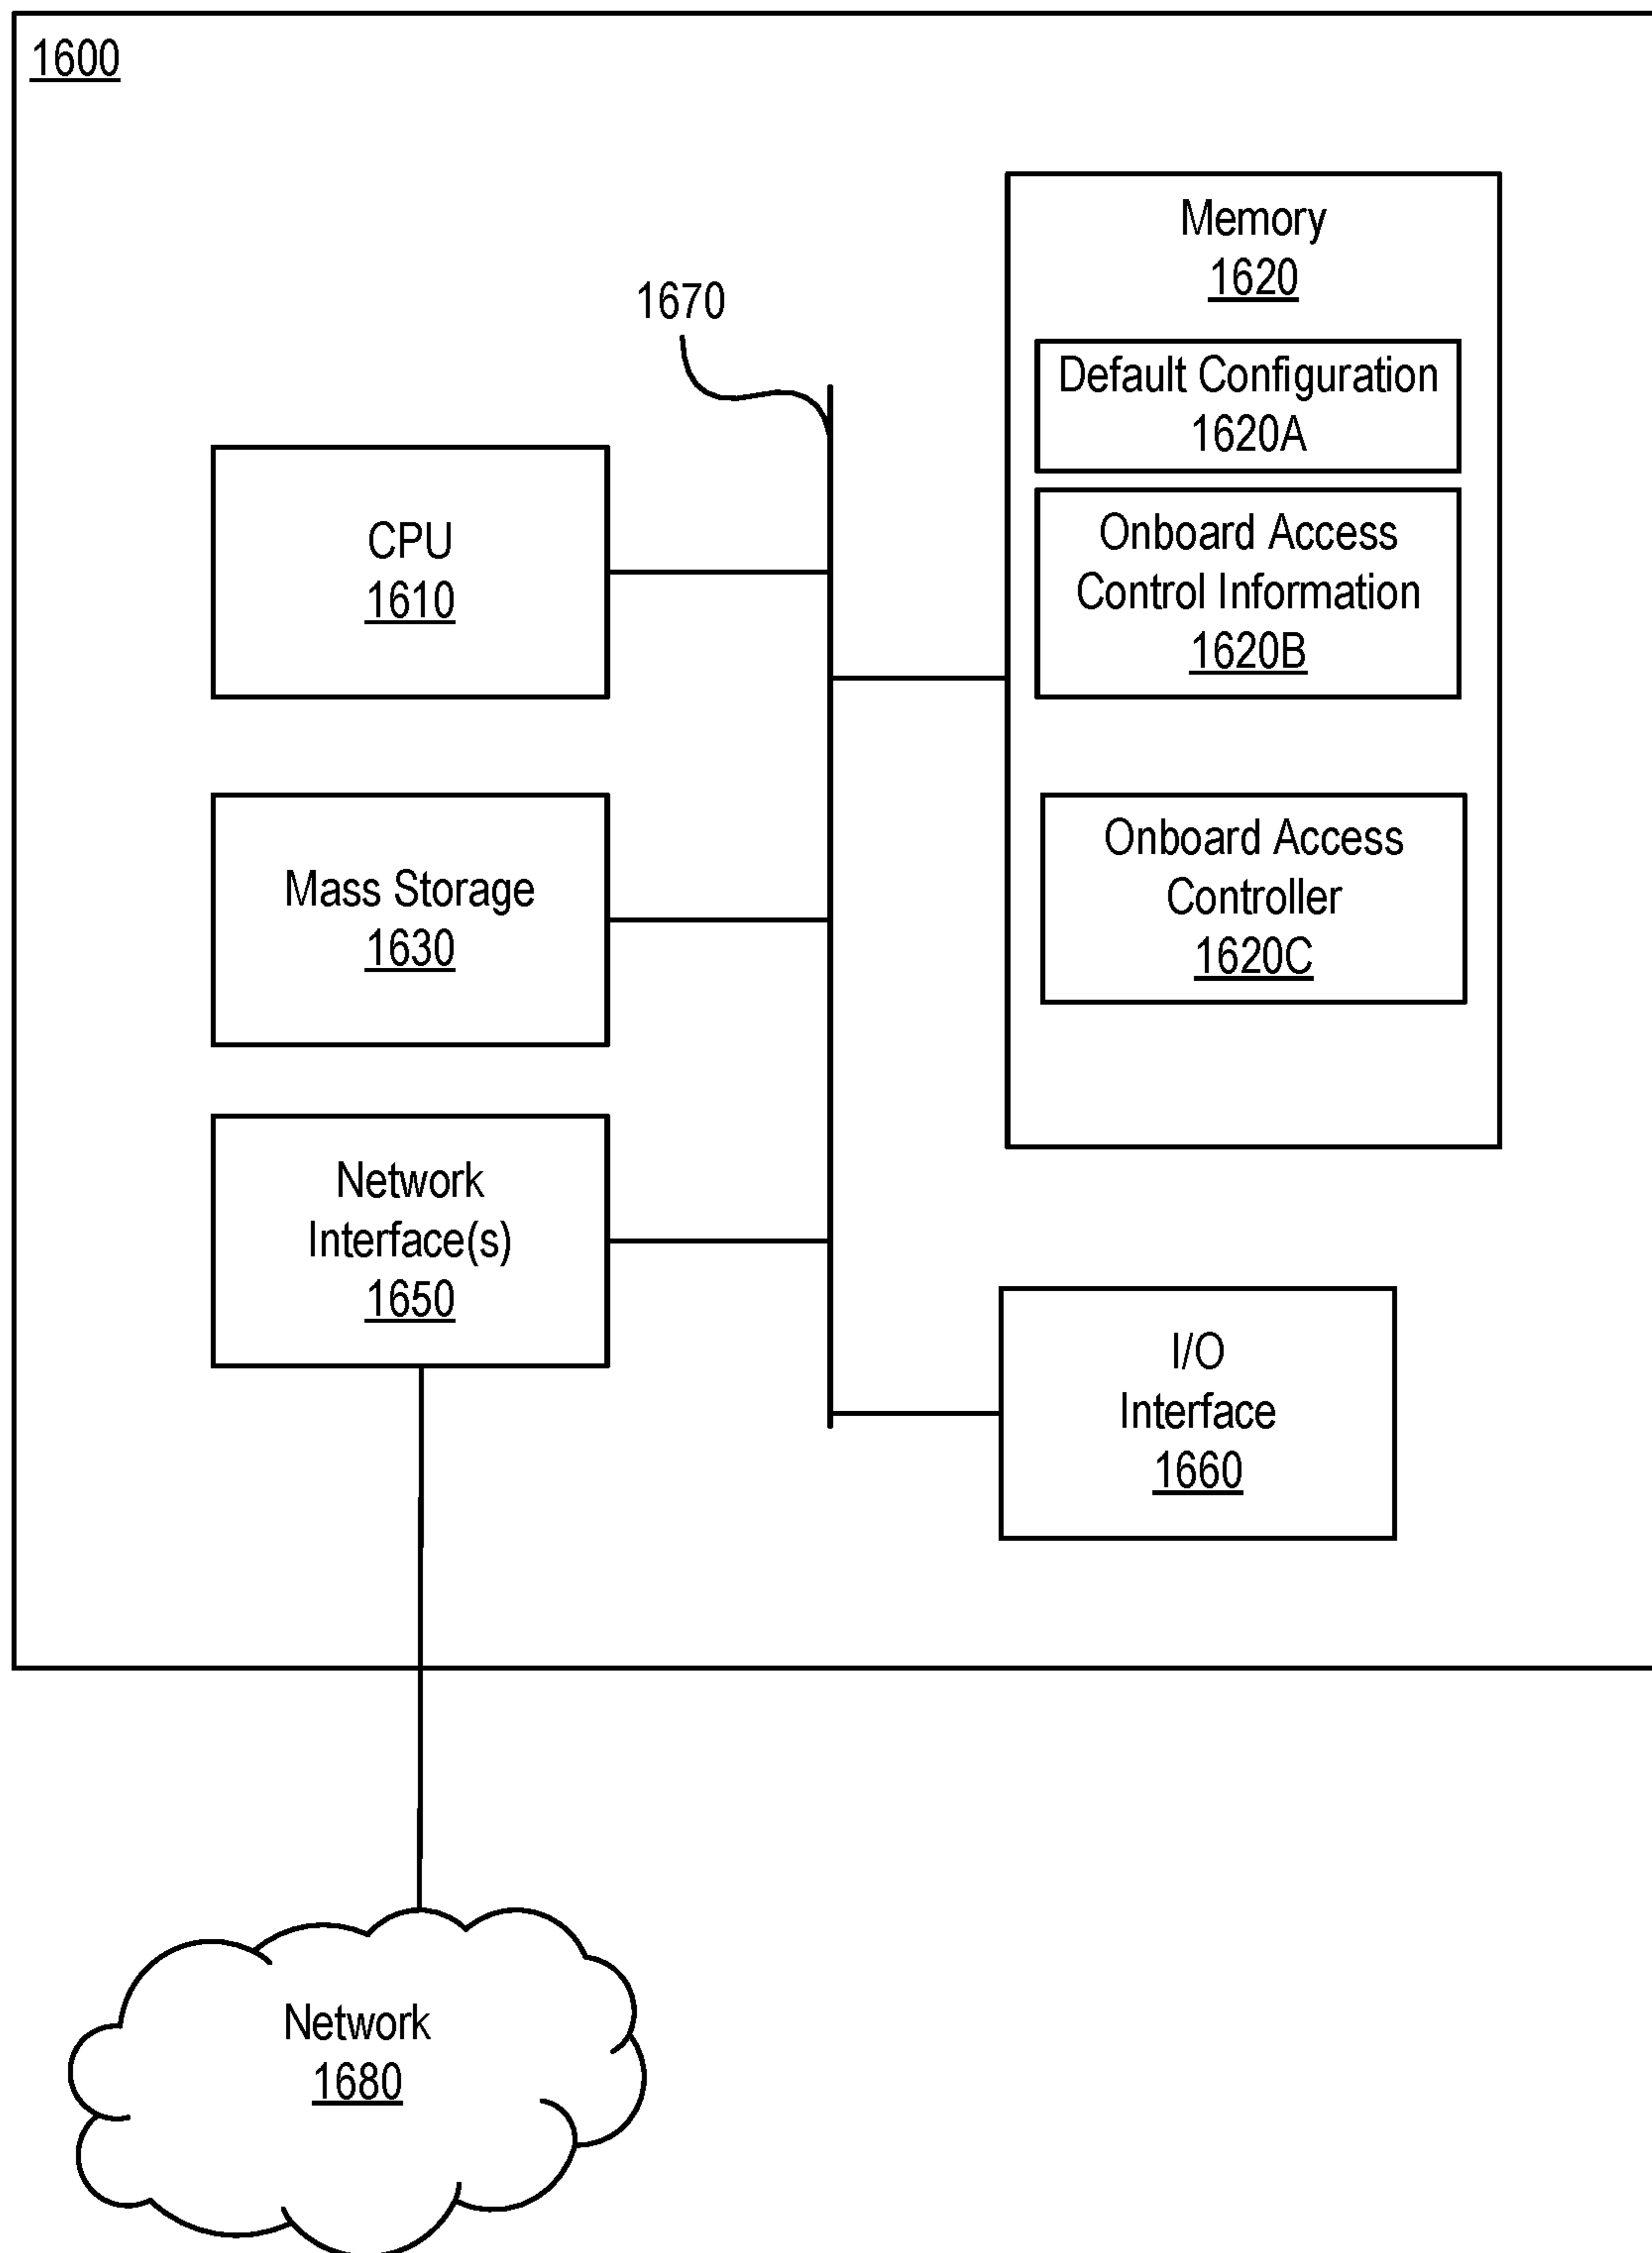 1600
Memory
1620
1670
Default Configuration
1620A
Onboard Access
Control Information
1620B
CPU
1610
Onboard Access
Controller
1620C
Mass Storage
1630
Network
Interface(s)
1650
I/O
Interface
1660
Network
1680